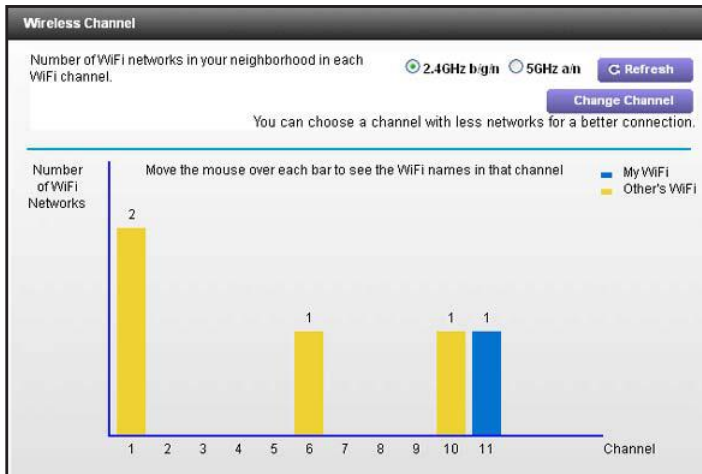 Wireless Channel
Number of WiFi networks in your neighborhood in each
WiFi channel.
2.4GHz b/g/n 5GHz a/n Refresh
Change Channel
You can choose a channel with less networks for a better connection.
Number
of WiFi
Networks
Move the mouse over each bar to see the WiFi names in that channel
My WiFi
Other's WiFi
2
1
1
1
1 2 3 4 5 6 7 8 9 10 11 Channel